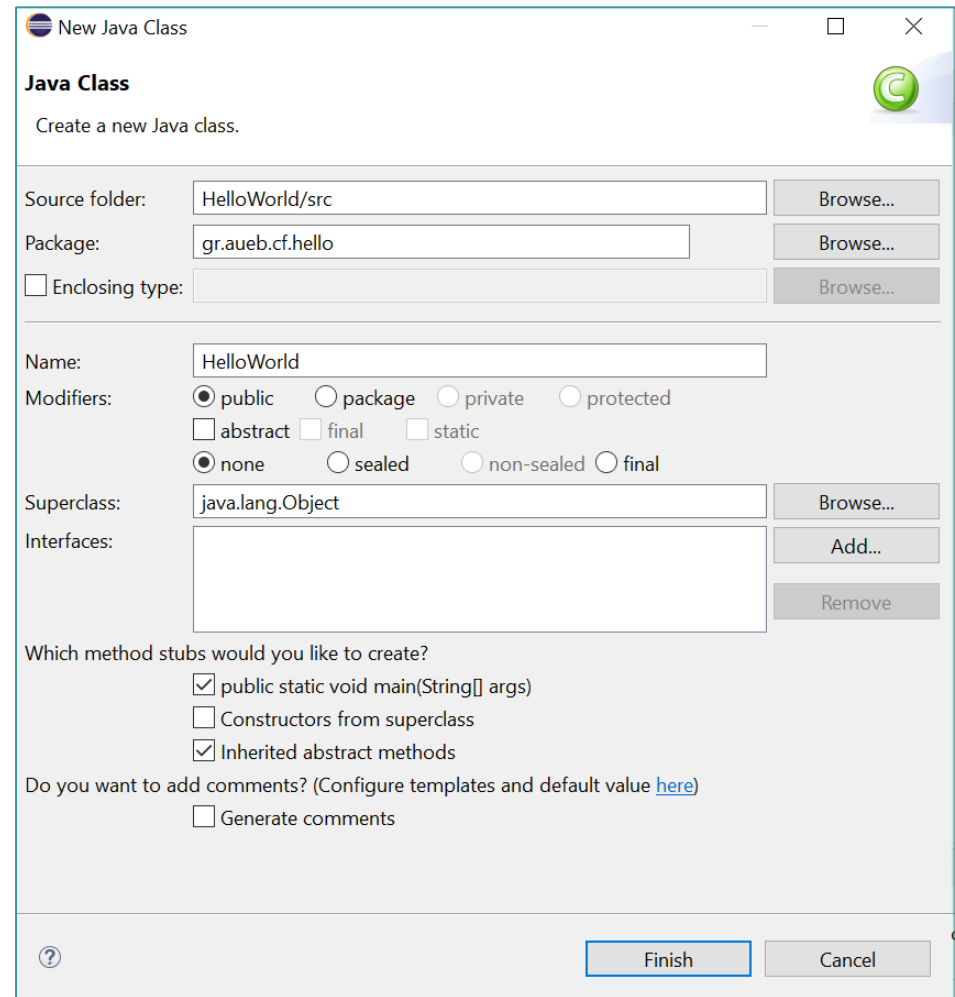 New Java Class
Java Class
Create a new Java class.
Source folder: HelloWorld/src Browse...
Package: gr.aueb.cf.hello Browse...
Enclosing type: Browse...
Name: HelloWorld
Modifiers: public package private protected
abstract final static
none sealed non-sealed final
Superclass: java.lang.Object Browse...
Interfaces: Add...
Remove
Which method stubs would you like to create?
public static void main(String[] args)
Constructors from superclass
Inherited abstract methods
Do you want to add comments? (Configure templates and default value here)
Generate comments
Finish Cancel